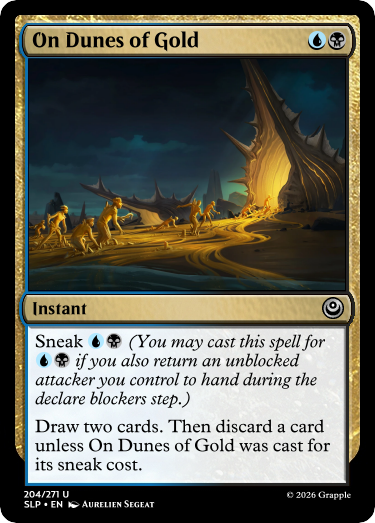 On Dunes of Gold
Instant
Sneak (You may cast this spell for
if you also return an unblocked
attacker you control to hand during the
declare blockers step.)
Draw two cards. Then discard a card
unless On Dunes of Gold was cast for
its sneak cost.
204/271 U
SLP • EN Aurelien Segeat
© 2026 Grapple